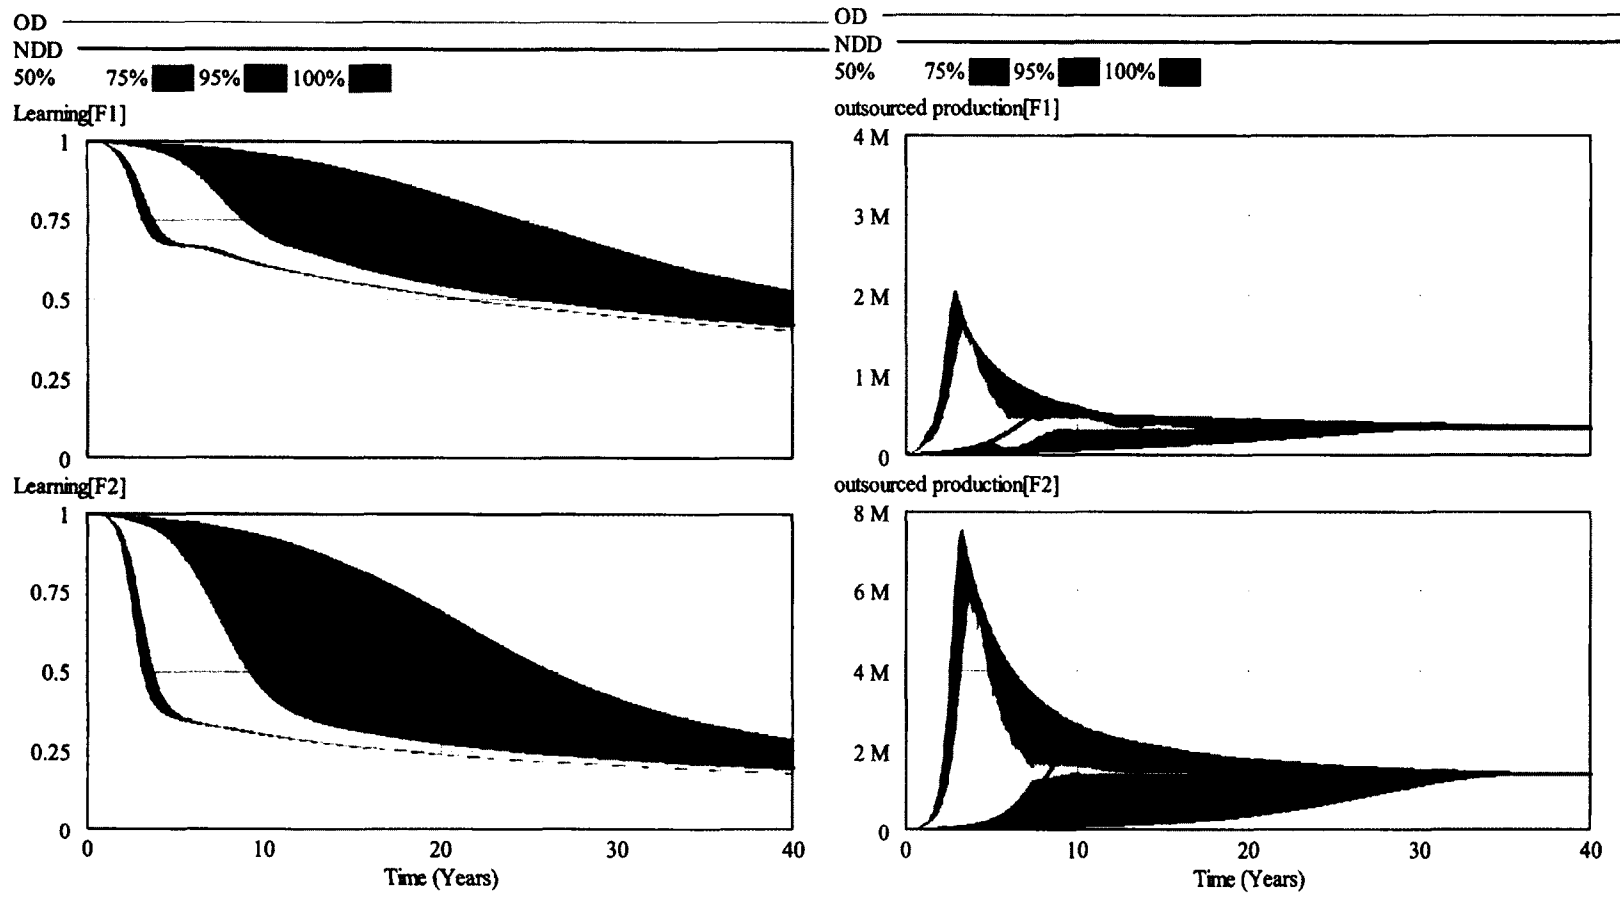 OD
NDD
50% 75% 95% 100%
Learning[F1]
1
0.75
0.5
0.25
0
Learning[F2]
1
0.75
0.5
0.25
0
0 10 20 30 40
Time (Years)
OD
NDD
50% 75% 95% 100%
outsourced production[F1]
4 M
3 M
2 M
1 M
0
outsourced production[F2]
8 M
6 M
4 M
2 M
0
0 10 20 30 40
Time (Years)